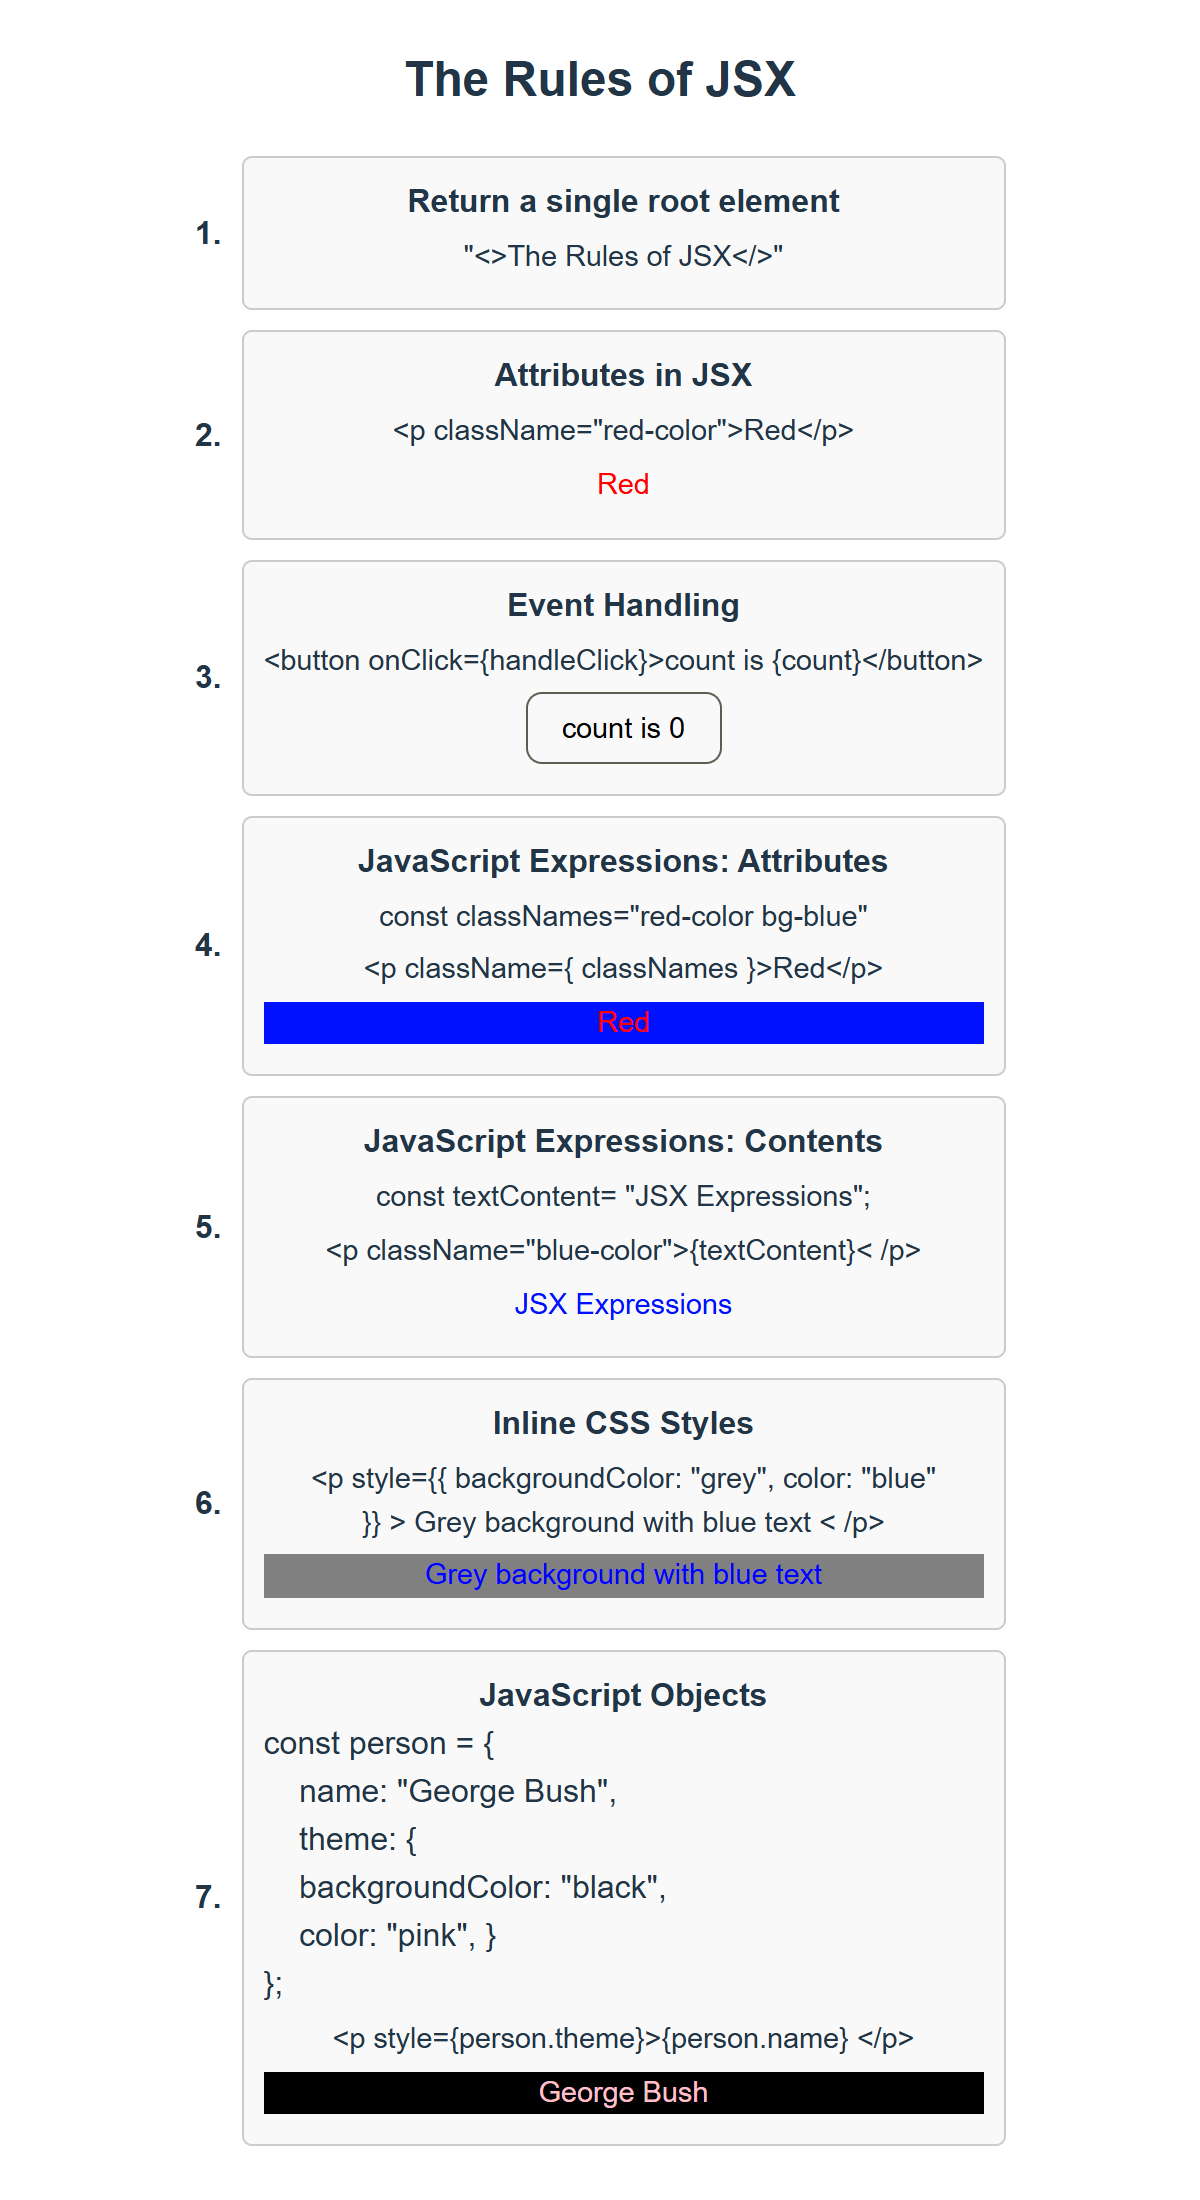 The Rules of JSX
1.
Return a single root element
"<>The Rules of JSX</>"
2.
Attributes in JSX
<p className="red-color">Red</p>
Red
3.
Event Handling
<button onClick={handleClick}>count is {count}</button>
count is 0
4.
JavaScript Expressions: Attributes
const classNames="red-color bg-blue"
<p className={ classNames }>Red</p>
Red
5.
JavaScript Expressions: Contents
const textContent= "JSX Expressions";
<p className="blue-color">{textContent}< /p>
JSX Expressions
6.
Inline CSS Styles
<p style={{ backgroundColor: "grey", color: "blue"
}} > Grey background with blue text < /p>
Grey background with blue text
7.
JavaScript Objects
const person = {
name: "George Bush",
theme: {
backgroundColor: "black",
color: "pink", }
};
<p style={person.theme}>{person.name} </p>
George Bush